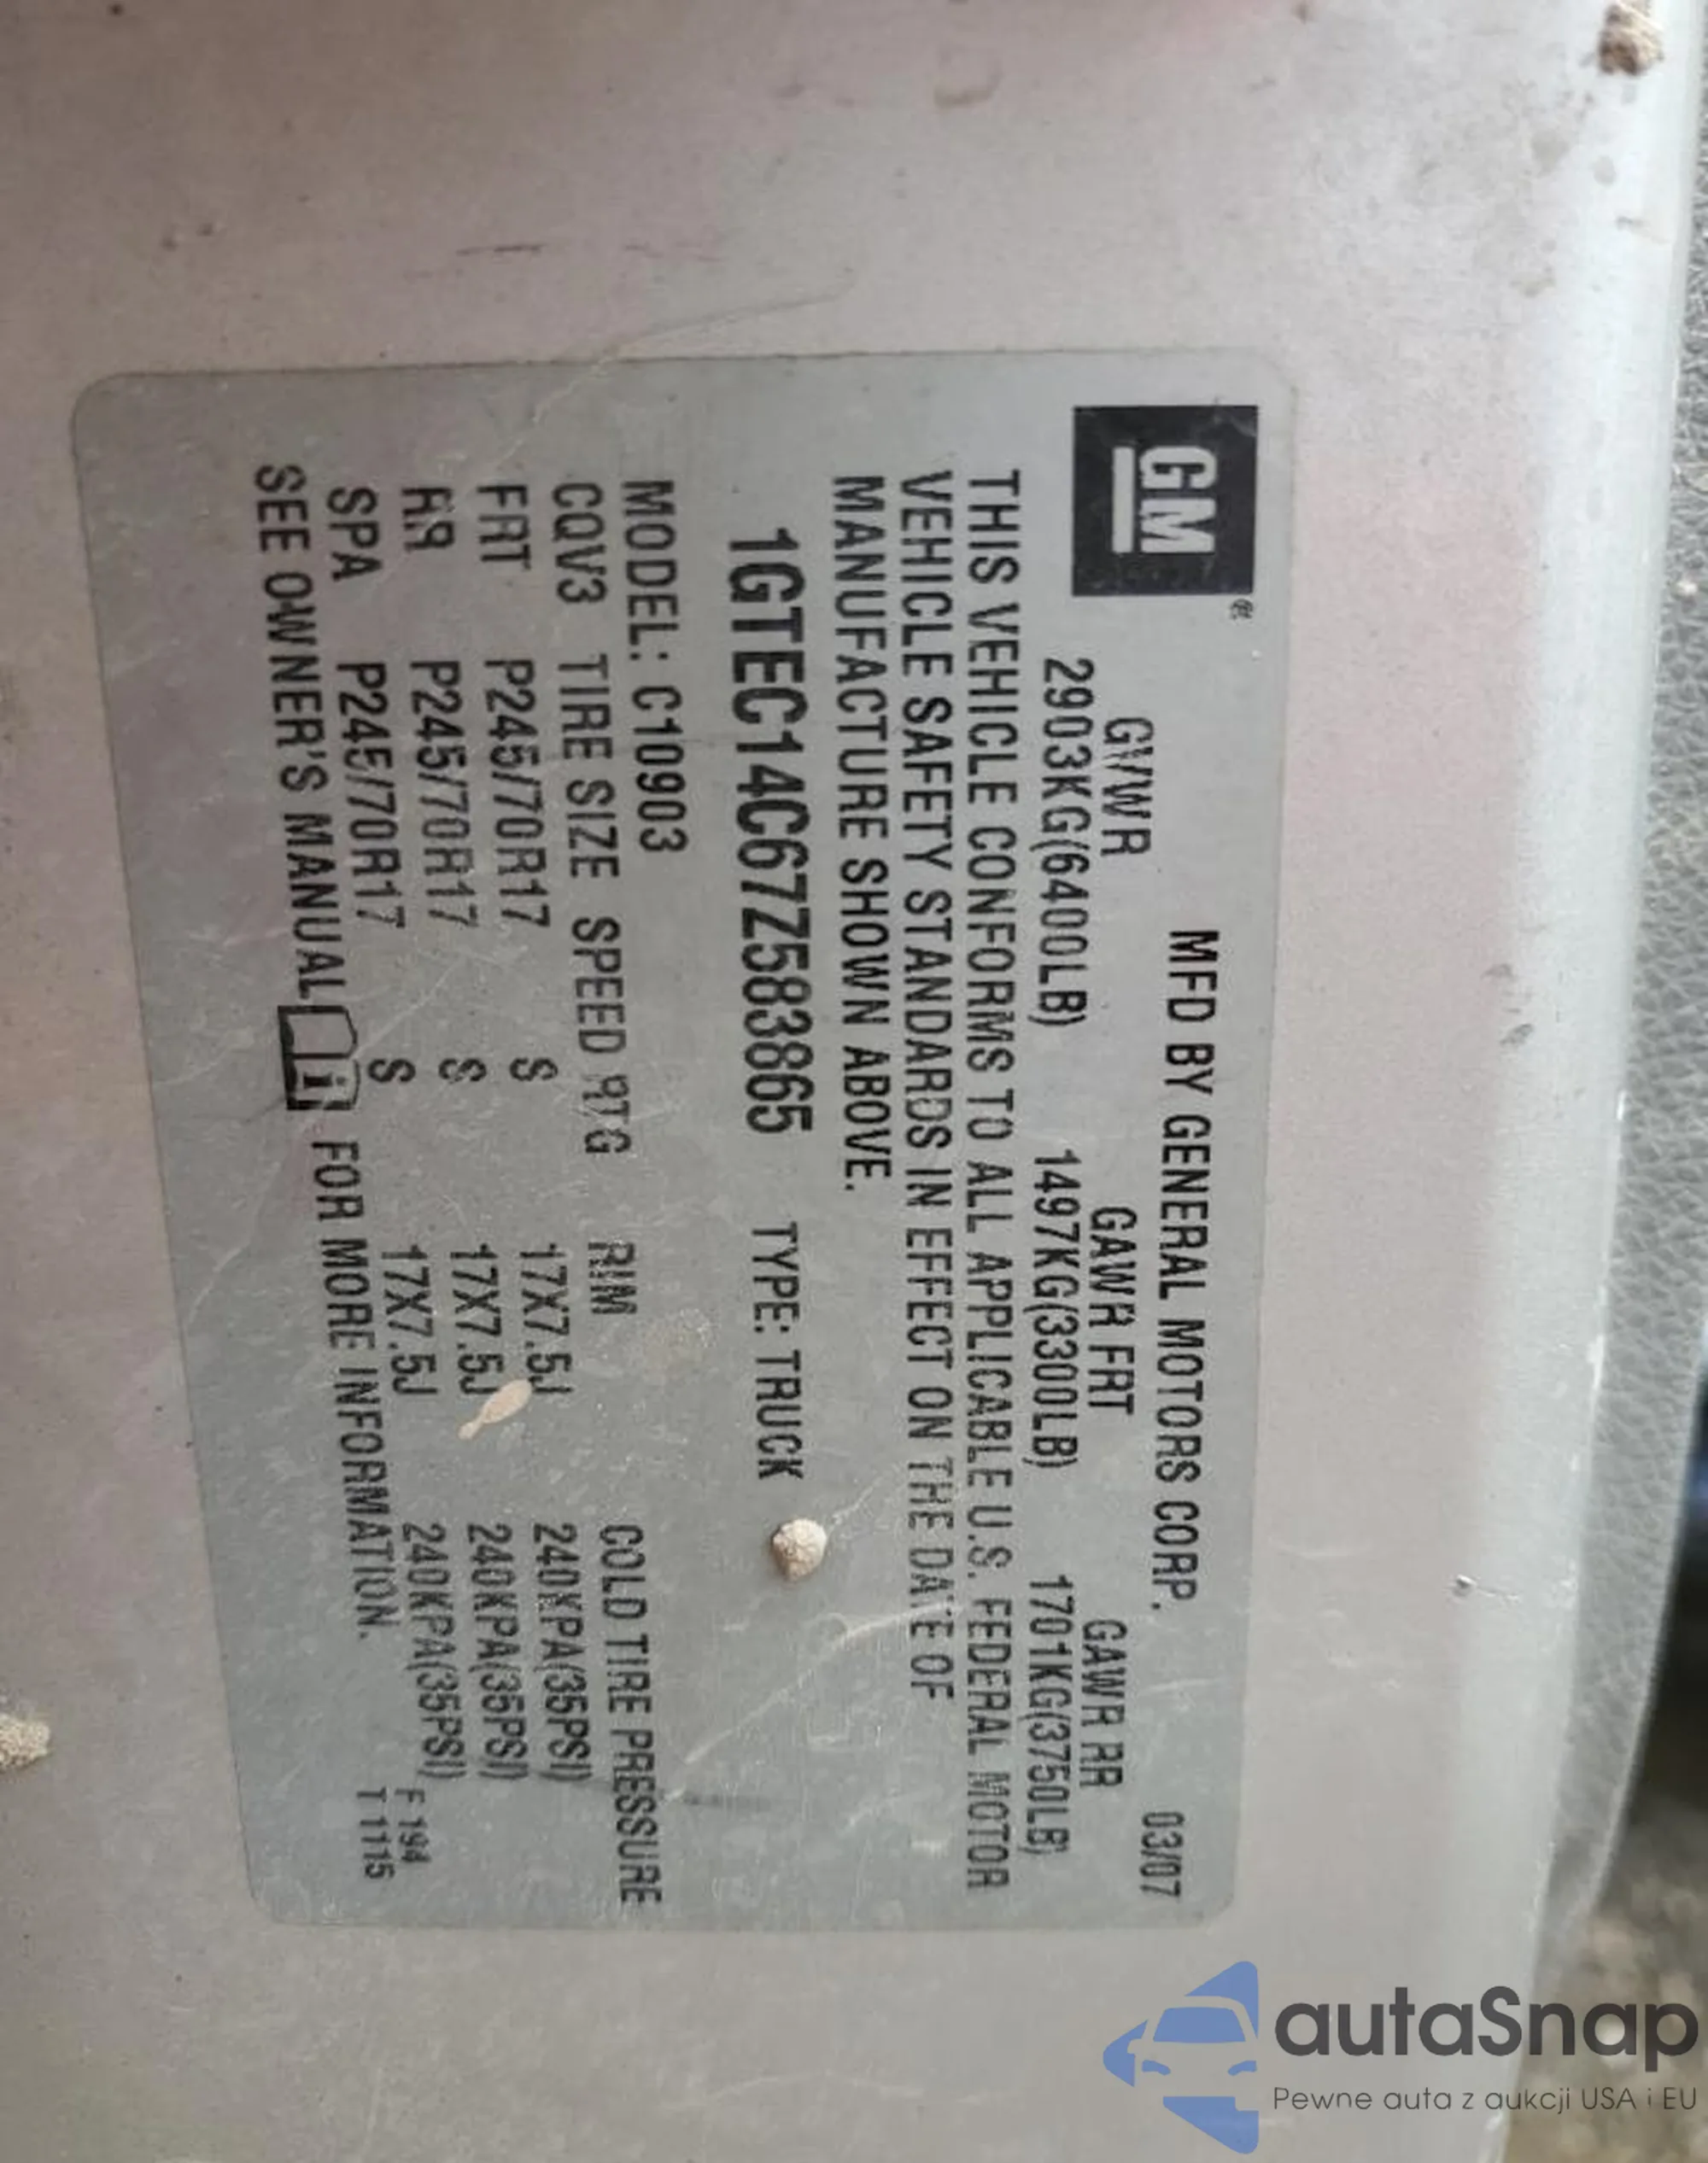 GM
MFD BY GENERAL MOTORS CORP. 03/07
GVWR GAWR FRT GAWR RR
2903KG(6400LB) 1497KG(3300LB) 1701KG(3750LB)
THIS VEHICLE CONFORMS TO ALL APPLICABLE U.S. FEDERAL MOTOR
VEHICLE SAFETY STANDARDS IN EFFECT ON THE DATE OF
MANUFACTURE SHOWN ABOVE.
1GTEC14C67Z583865 TYPE: TRUCK
MODEL: C10903
CQV3 TIRE SIZE SPEED RTG RIM COLD TIRE PRESSURE
FRT P245/70R17 S 17X7.5J 240KPA(35PSI)
RR P245/70R17 S 17X7.5J 240KPA(35PSI)
SPA P245/70R17 S 17X7.5J 240KPA(35PSI)
SEE OWNER'S MANUAL i FOR MORE INFORMATION.
F 194
T 1115
autaSnap
Pewne auta z aukcji USA i EU